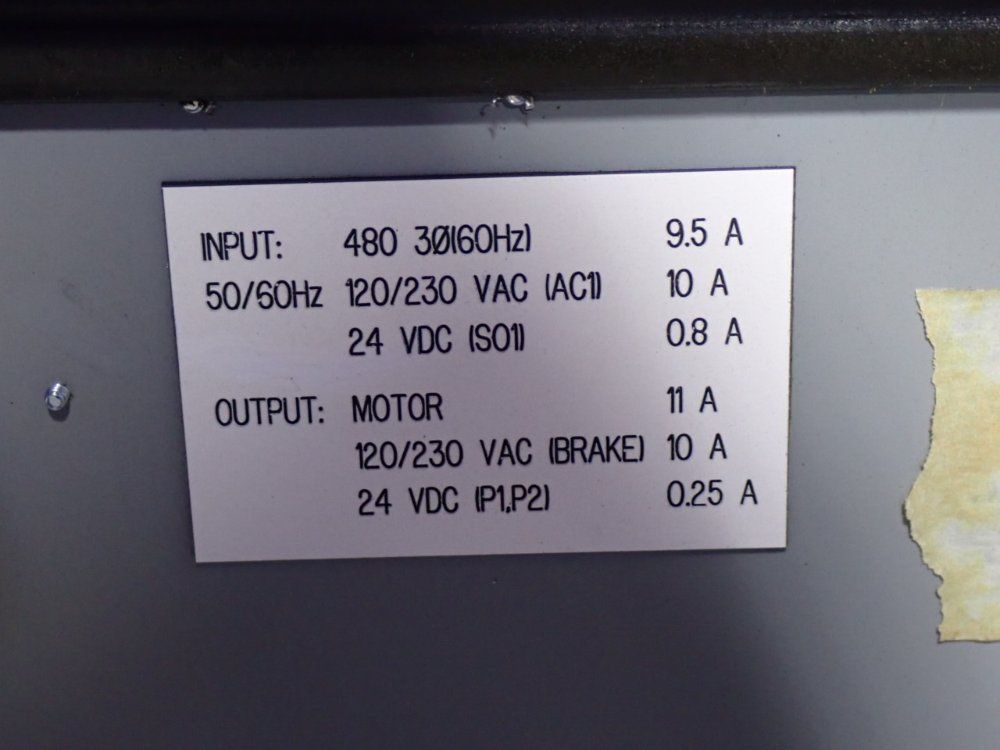 INPUT: 480 3Ø(60Hz) 9.5 A
50/60Hz 120/230 VAC (AC1) 10 A
24 VDC (SO1) 0.8 A
OUTPUT: MOTOR 11 A
120/230 VAC (BRAKE) 10 A
24 VDC (P1,P2) 0.25 A